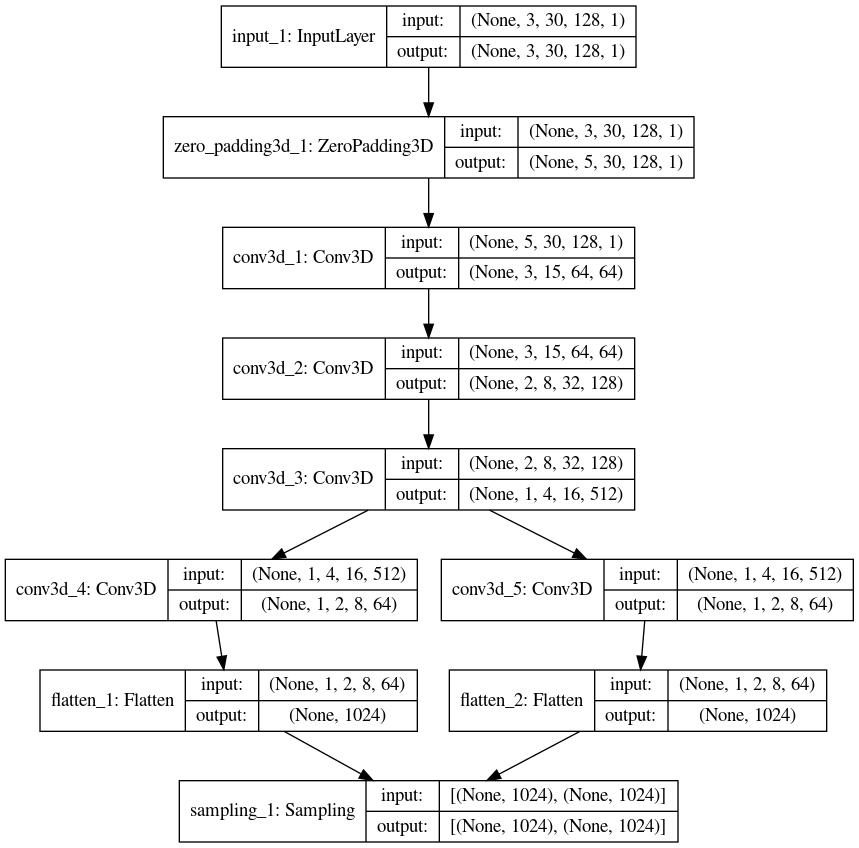 input_1: InputLayer
input: (None, 3, 30, 128, 1)
output: (None, 3, 30, 128, 1)
zero_padding3d_1: ZeroPadding3D
input: (None, 3, 30, 128, 1)
output: (None, 5, 30, 128, 1)
conv3d_1: Conv3D
input: (None, 5, 30, 128, 1)
output: (None, 3, 15, 64, 64)
conv3d_2: Conv3D
input: (None, 3, 15, 64, 64)
output: (None, 2, 8, 32, 128)
conv3d_3: Conv3D
input: (None, 2, 8, 32, 128)
output: (None, 1, 4, 16, 512)
conv3d_4: Conv3D
input: (None, 1, 4, 16, 512)
output: (None, 1, 2, 8, 64)
conv3d_5: Conv3D
input: (None, 1, 4, 16, 512)
output: (None, 1, 2, 8, 64)
flatten_1: Flatten
input: (None, 1, 2, 8, 64)
output: (None, 1024)
flatten_2: Flatten
input: (None, 1, 2, 8, 64)
output: (None, 1024)
sampling_1: Sampling
input: [(None, 1024), (None, 1024)]
output: [(None, 1024), (None, 1024)]